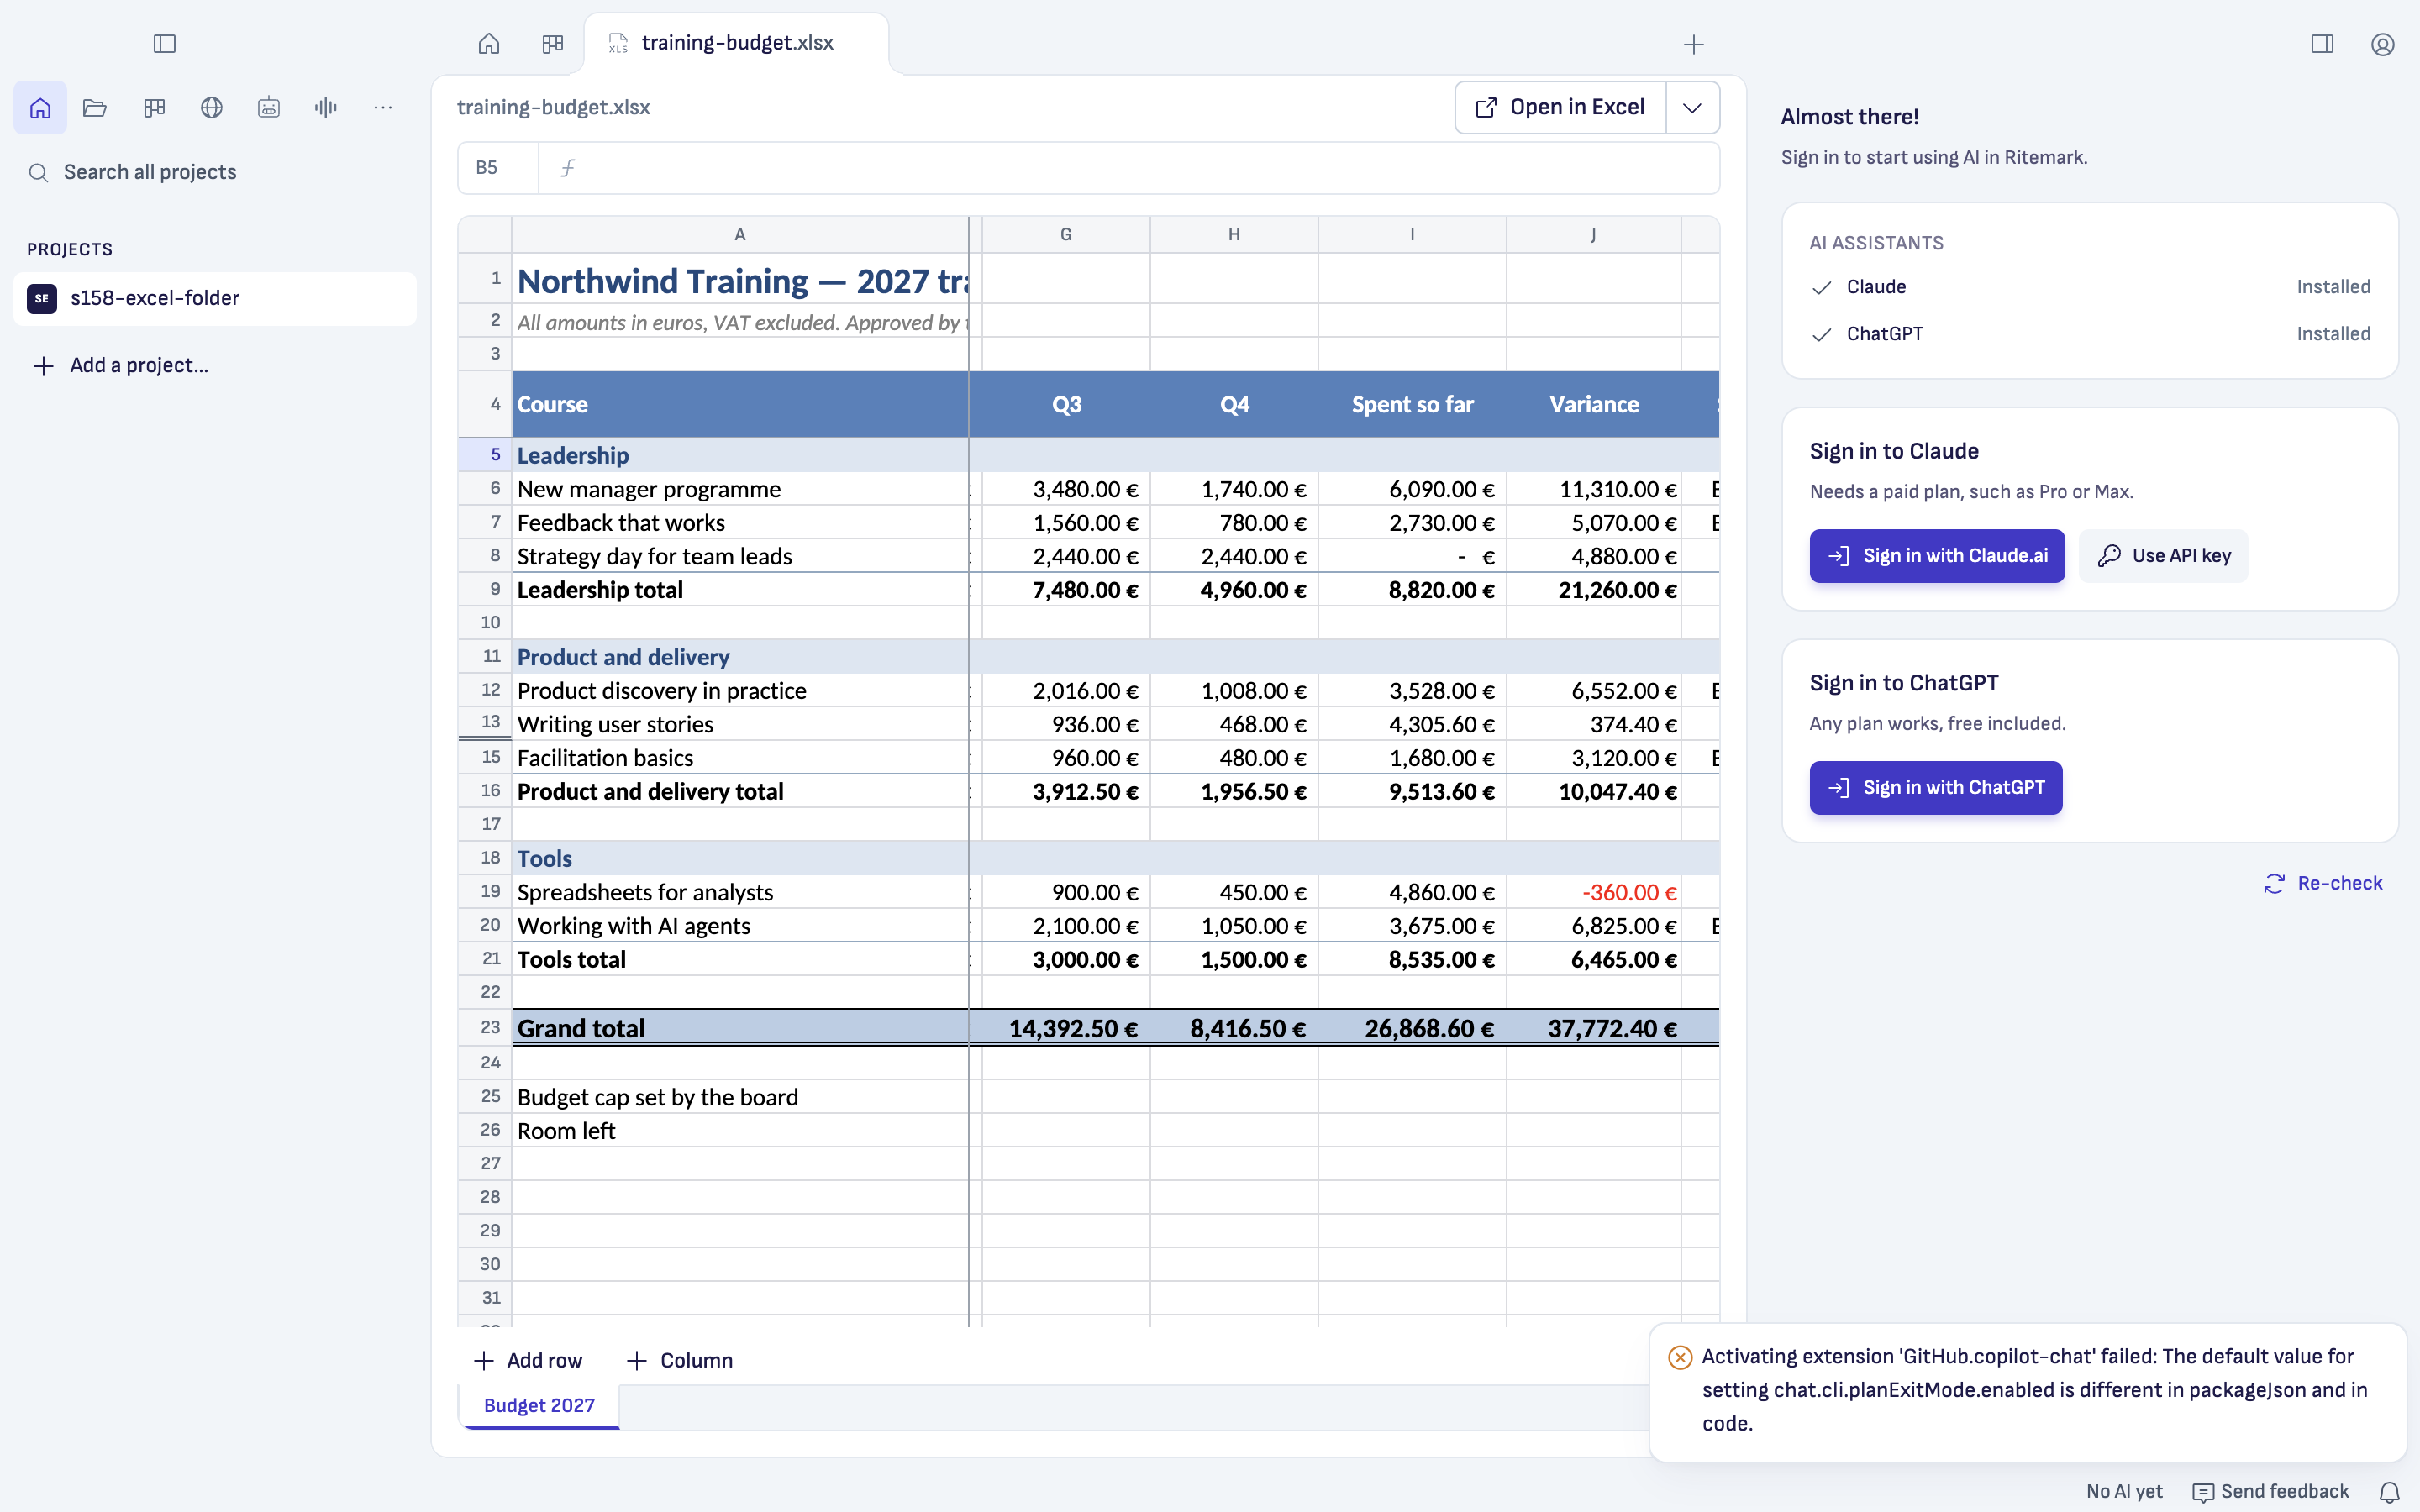 training-budget.xlsx
Search all projects
PROJECTS
SE s158-excel-folder
Add a project...
training-budget.xlsx
Open in Excel
B5
A G H I J
1 Northwind Training — 2027
2 All amounts in euros, VAT excluded. Approved by
3
4 Course Q3 Q4 Spent so far Variance
5 Leadership
6 New manager programme 3,480.00 € 1,740.00 € 6,090.00 € 11,310.00 €
7 Feedback that works 1,560.00 € 780.00 € 2,730.00 € 5,070.00 €
8 Strategy day for team leads 2,440.00 € 2,440.00 € - € 4,880.00 €
9 Leadership total 7,480.00 € 4,960.00 € 8,820.00 € 21,260.00 €
10
11 Product and delivery
12 Product discovery in practice 2,016.00 € 1,008.00 € 3,528.00 € 6,552.00 €
13 Writing user stories 936.00 € 468.00 € 4,305.60 € 374.40 €
15 Facilitation basics 960.00 € 480.00 € 1,680.00 € 3,120.00 €
16 Product and delivery total 3,912.50 € 1,956.50 € 9,513.60 € 10,047.40 €
17
18 Tools
19 Spreadsheets for analysts 900.00 € 450.00 € 4,860.00 € -360.00 €
20 Working with AI agents 2,100.00 € 1,050.00 € 3,675.00 € 6,825.00 €
21 Tools total 3,000.00 € 1,500.00 € 8,535.00 € 6,465.00 €
22
23 Grand total 14,392.50 € 8,416.50 € 26,868.60 € 37,772.40 €
24
25 Budget cap set by the board
26 Room left
27
28
29
30
31
Add row Column
Budget 2027
Almost there!
Sign in to start using AI in Ritemark.
AI ASSISTANTS
Claude Installed
ChatGPT Installed
Sign in to Claude
Needs a paid plan, such as Pro or Max.
Sign in with Claude.ai Use API key
Sign in to ChatGPT
Any plan works, free included.
Sign in with ChatGPT
Re-check
Activating extension 'GitHub.copilot-chat' failed: The default value for
setting chat.cli.planExitMode.enabled is different in packageJson and in
code.
No AI yet Send feedback